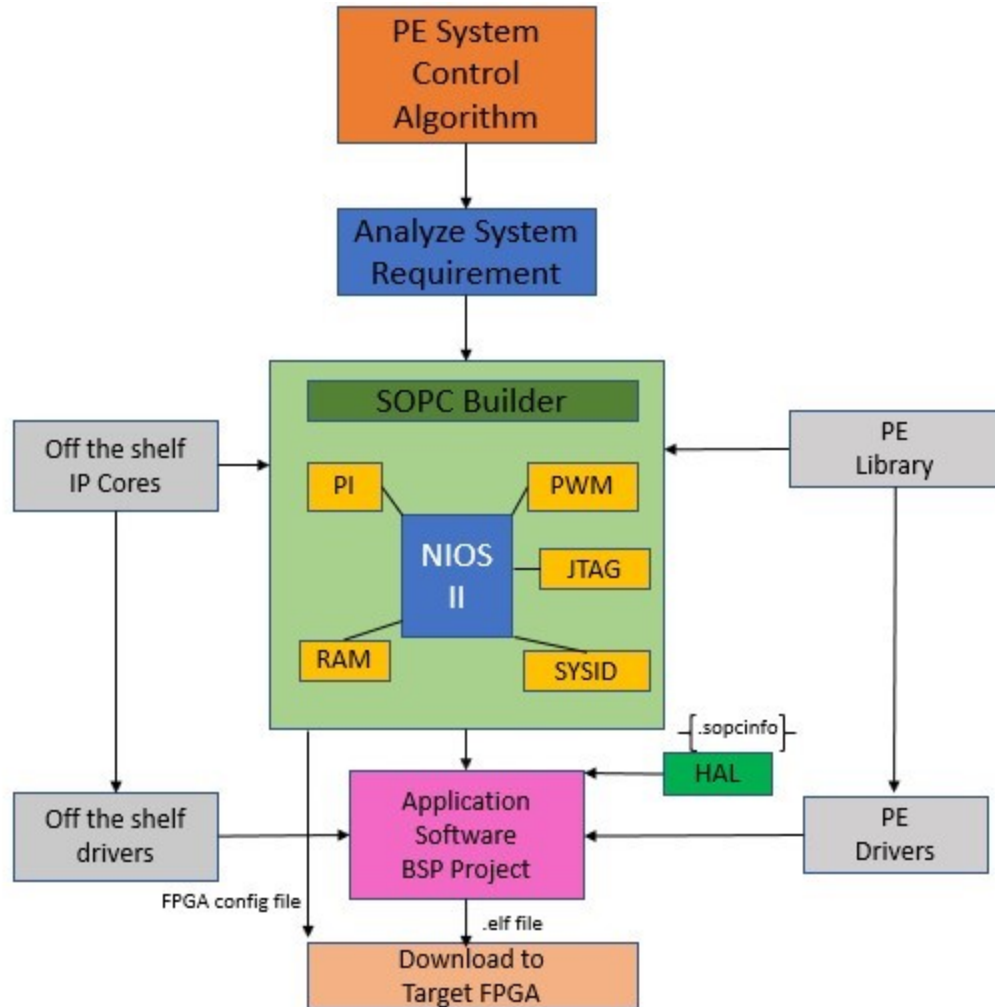 PE System
Control
Algorithm
Analyze System
Requirement
SOPC Builder
Off the shelf
IP Cores
PE
Library
PI
PWM
NIOS
II
JTAG
RAM
SYSID
{.sopcinfo}
HAL
Off the shelf
drivers
Application
Software
BSP Project
PE
Drivers
FPGA config file
.elf file
Download to
Target FPGA